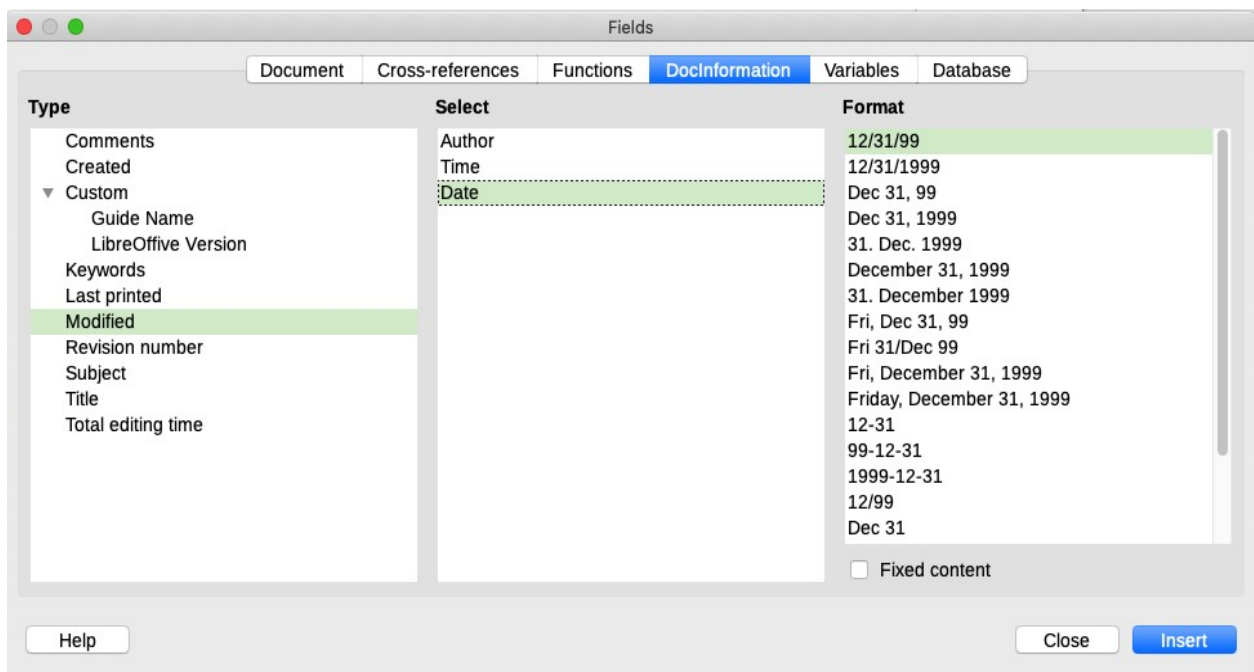 Fields
Document Cross-references Functions DocInformation Variables Database
Type
Comments
Created
Custom
Guide Name
LibreOffive Version
Keywords
Last printed
Modified
Revision number
Subject
Title
Total editing time
Select
Author
Time
Date
Format
12/31/99
12/31/1999
Dec 31, 99
Dec 31, 1999
31. Dec. 1999
December 31, 1999
31. December 1999
Fri, Dec 31, 99
Fri 31/Dec 99
Fri, December 31, 1999
Friday, December 31, 1999
12-31
99-12-31
1999-12-31
12/99
Dec 31
Fixed content
Help Close Insert